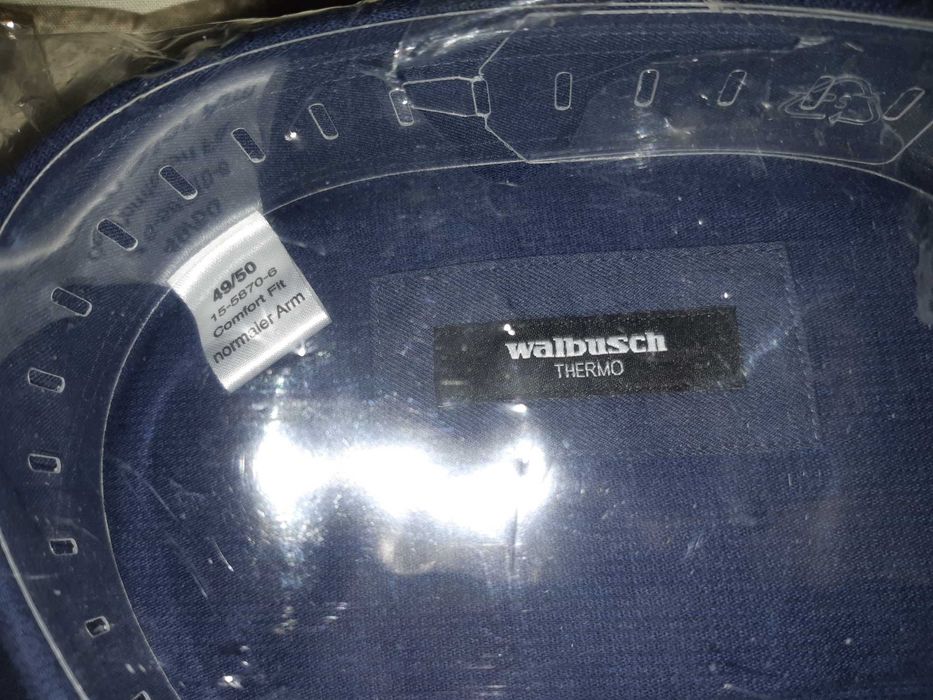 49/50
15-5870-6
Comfort Fit
normaler Arm
walbusch
THERMO